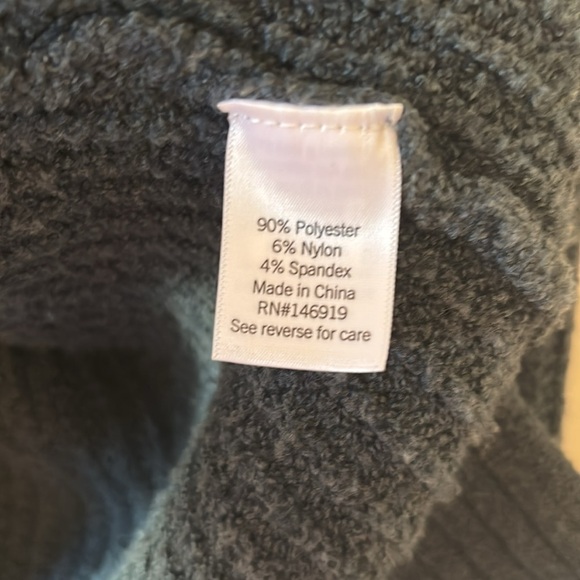 90% Polyester
6% Nylon
4% Spandex
Made in China
RN#146919
See reverse for care